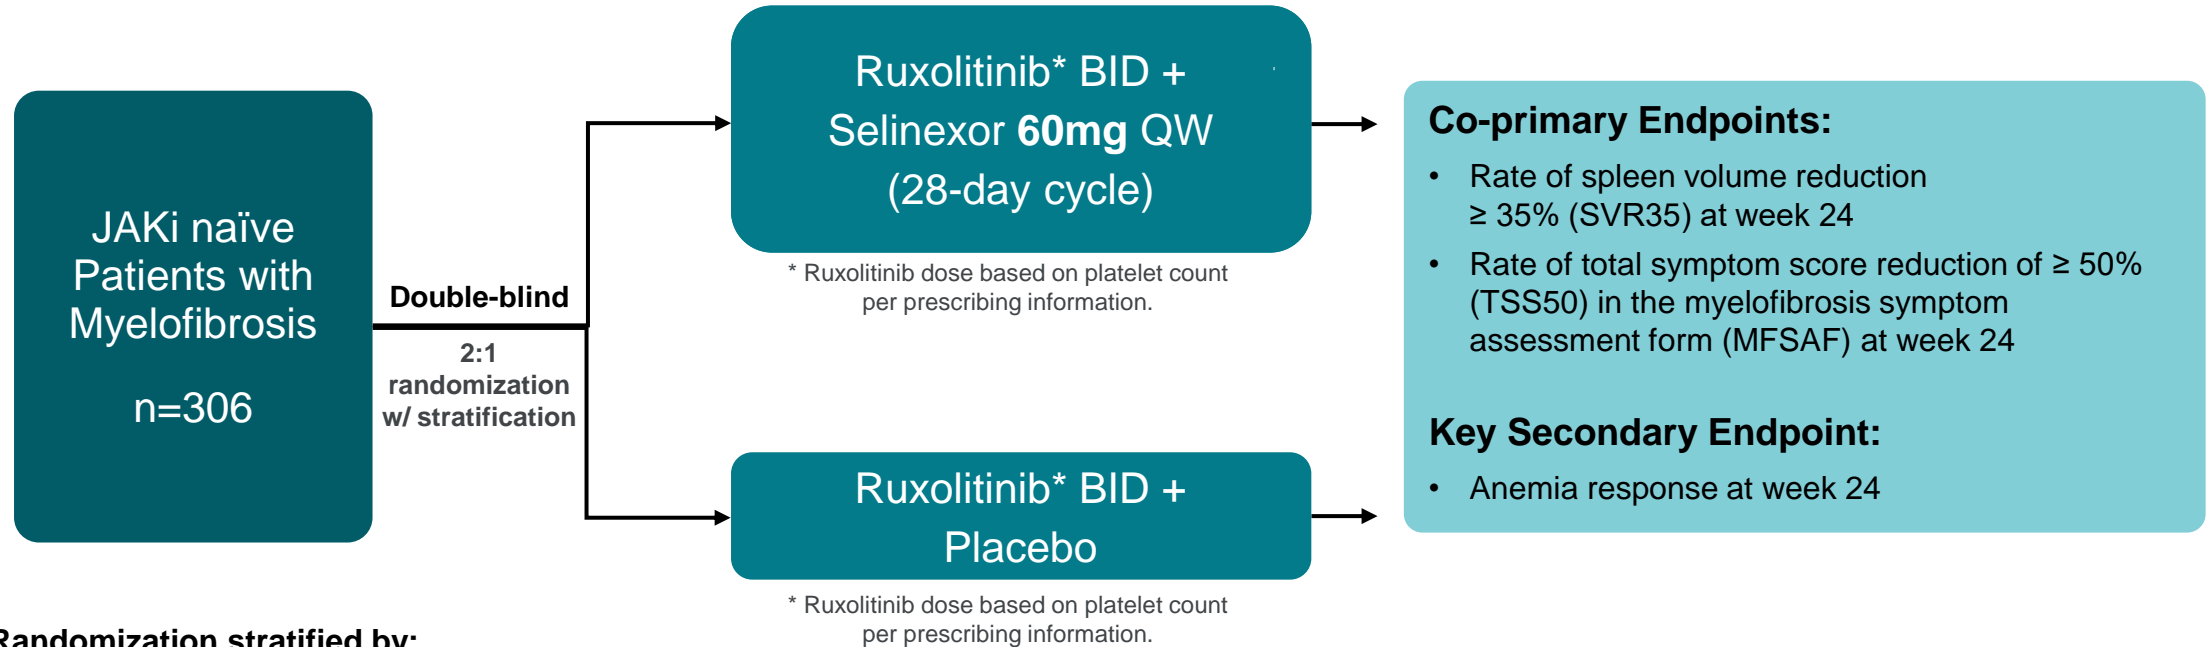 JAKi naïve
Patients with
Myelofibrosis
n=306
Double-blind
2:1
randomization
w/ stratification
Ruxolitinib* BID +
Selinexor 60mg QW
(28-day cycle)
* Ruxolitinib dose based on platelet count
per prescribing information.
Ruxolitinib* BID +
Placebo
* Ruxolitinib dose based on platelet count
per prescribing information.
Co-primary Endpoints:
• Rate of spleen volume reduction
≥ 35% (SVR35) at week 24
• Rate of total symptom score reduction of ≥ 50%
(TSS50) in the myelofibrosis symptom
assessment form (MFSAF) at week 24
Key Secondary Endpoint:
• Anemia response at week 24
Randomization stratified by: